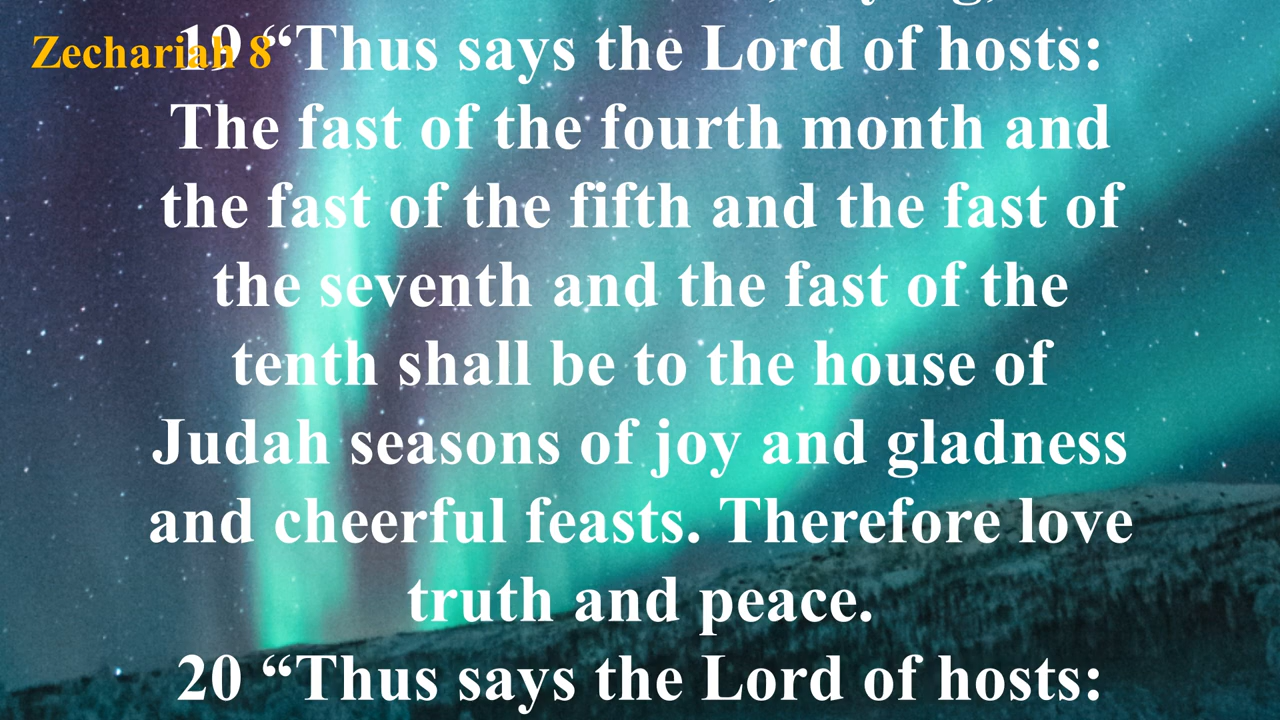 Zechariah 8
19 “Thus says the Lord of hosts:
The fast of the fourth month and
the fast of the fifth and the fast of
the seventh and the fast of the
tenth shall be to the house of
Judah seasons of joy and gladness
and cheerful feasts. Therefore love
truth and peace.
20 “Thus says the Lord of hosts: